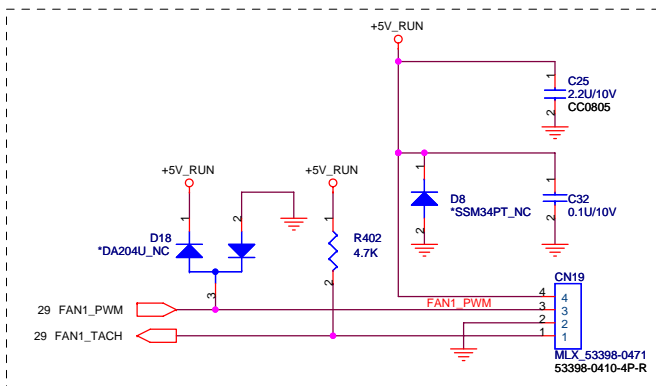 +5V_RUN
1
C25
2.2U/10V
CC0805
2
+5V_RUN
+5V_RUN
1
2
D18
*DA204U_NC
3
1
R402
4.7K
2
1
D8
*SSM34PT_NC
2
1
C32
0.1U/10V
2
CN19
29 FAN1_PWM
FAN1_PWM
4 4
3 3
2 2
1 1
29 FAN1_TACH
MLX_53398-0471
53398-0410-4P-R